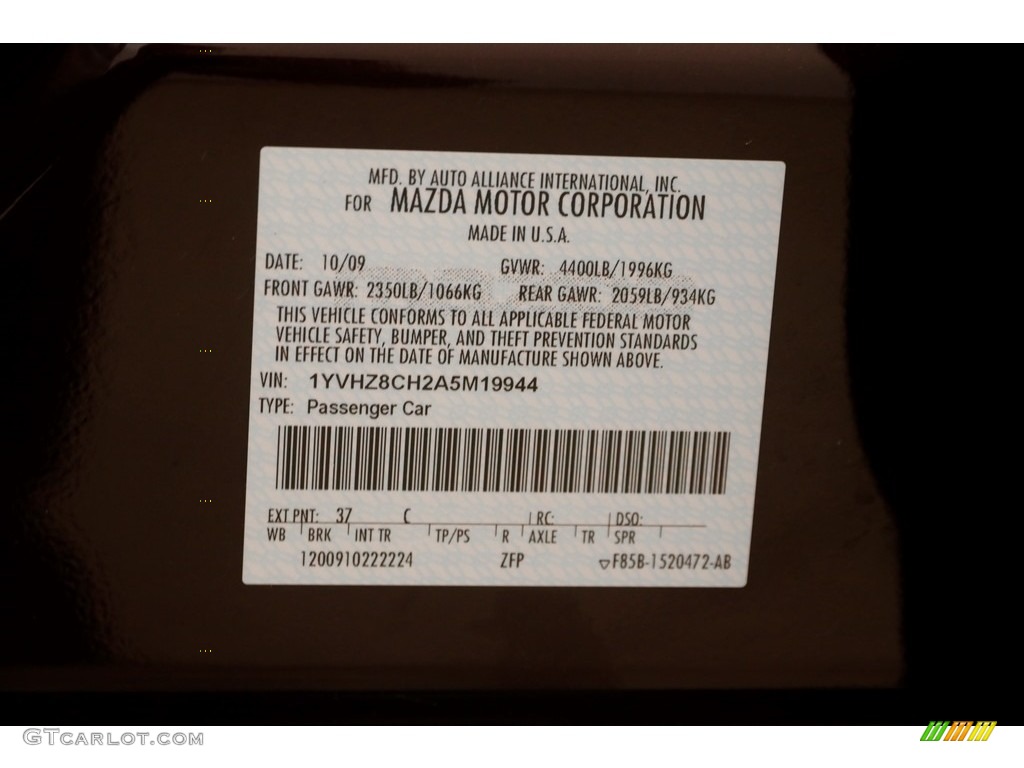 MFD. BY AUTO ALLIANCE INTERNATIONAL, INC.
FOR MAZDA MOTOR CORPORATION
MADE IN U.S.A.
DATE: 10/09 GVWR: 4400LB/1996KG
FRONT GAWR: 2350LB/1066KG REAR GAWR: 2059LB/934KG
THIS VEHICLE CONFORMS TO ALL APPLICABLE FEDERAL MOTOR
VEHICLE SAFETY, BUMPER, AND THEFT PREVENTION STANDARDS
IN EFFECT ON THE DATE OF MANUFACTURE SHOWN ABOVE.
VIN: 1YVHZ8CH2A5M19944
TYPE: Passenger Car
EXT PNT: 37 C RC: DSO:
WB BRK INT TR TP/PS R AXLE TR SPR
1200910222224 ZFP ▽F85B-1520472-AB
GTcarlot.com